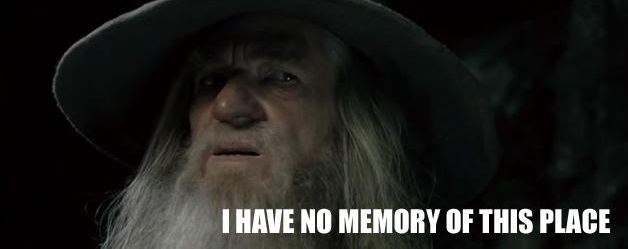 I HAVE NO MEMORY OF THIS PLACE